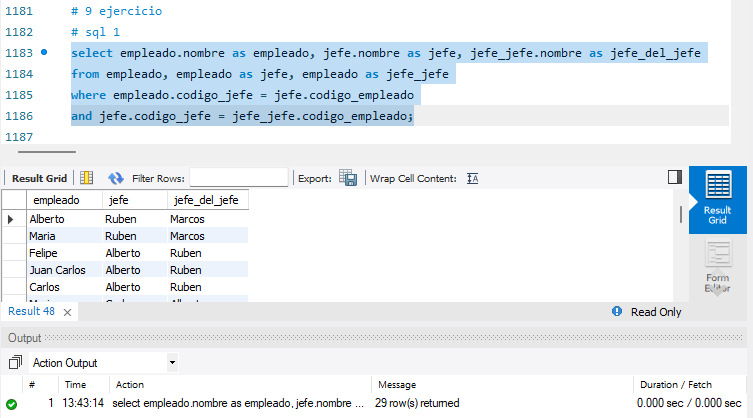 1181
1182 # 9 ejercicio
# sql 1
1183 select empleado.nombre as empleado, jefe.nombre as jefe, jefe_jefe.nombre as jefe_del_jefe
1184 from empleado, empleado as jefe, empleado as jefe_jefe
1185 where empleado.codigo_jefe = jefe.codigo_empleado
1186 and jefe.codigo_jefe = jefe_jefe.codigo_empleado;
1187
Result Grid Filter Rows: Export: Wrap Cell Content:
empleado jefe jefe_del_jefe
Alberto Ruben Marcos
Maria Ruben Marcos
Felipe Alberto Ruben
Juan Carlos Alberto Ruben
Carlos Alberto Ruben
Result Grid
Form Editor
Result 48 Read Only
Output
Action Output
# Time Action Message Duration / Fetch
1 13:43:14 select empleado.nombre as empleado, jefe.nombre ... 29 row(s) returned 0.000 sec / 0.000 sec